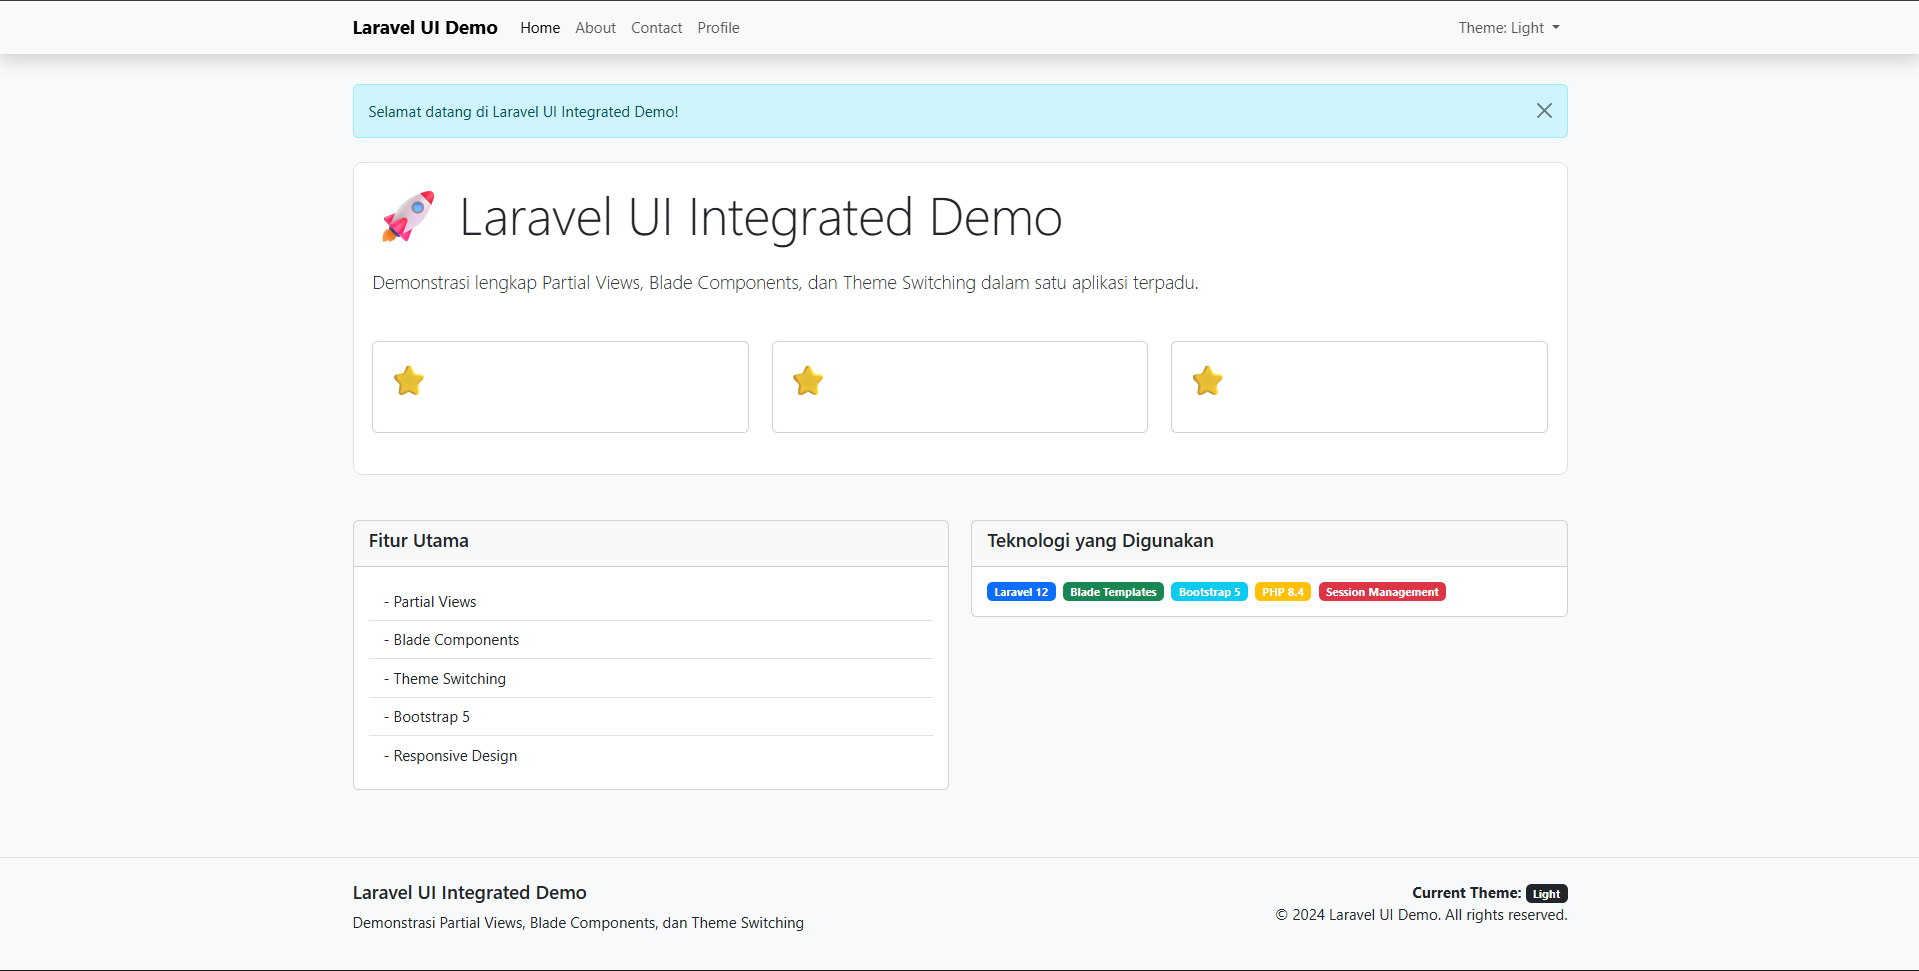 Laravel UI Demo Home About Contact Profile Theme: Light
Selamat datang di Laravel UI Integrated Demo!
Laravel UI Integrated Demo
Demonstrasi lengkap Partial Views, Blade Components, dan Theme Switching dalam satu aplikasi terpadu.
Fitur Utama
- Partial Views
- Blade Components
- Theme Switching
- Bootstrap 5
- Responsive Design
Teknologi yang Digunakan
Laravel 12 Blade Templates Bootstrap 5 PHP 8.4 Session Management
Laravel UI Integrated Demo
Demonstrasi Partial Views, Blade Components, dan Theme Switching
Current Theme: Light
© 2024 Laravel UI Demo. All rights reserved.